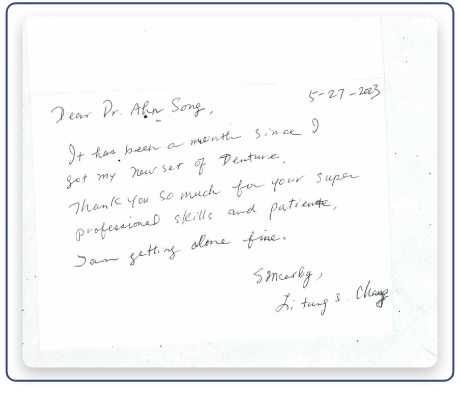 5-27-2023
Dear Dr. Ahn Song,
It has been a month since I
got my new set of Denture.
Thank you so much for your super
professional skills and patiente,
I am getting alone fine.
Sincerly,
Li tung S. Chang